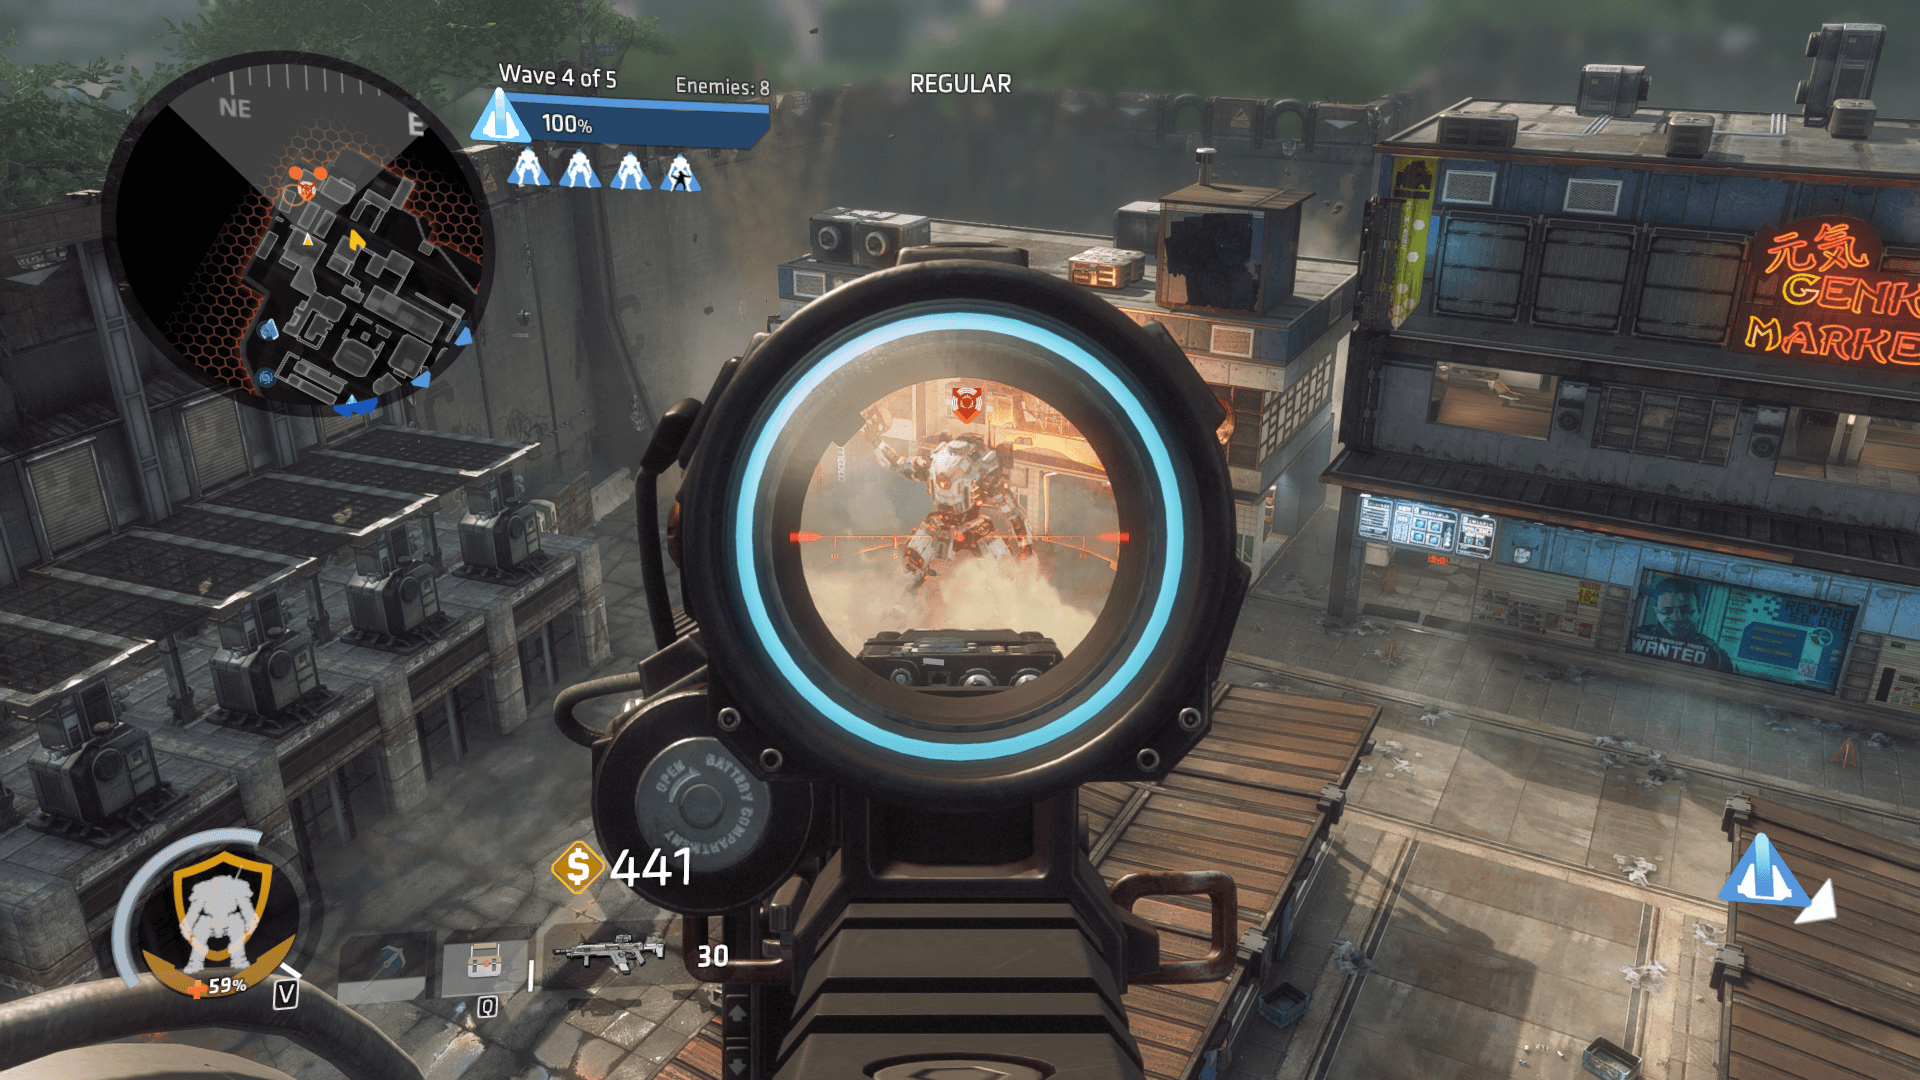 NE
E
Wave 4 of 5
Enemies: 8
100%
REGULAR
元気
GENK
MARKE
REWARD
WANTED
OPEN
BATTERY COMPARTMENT
$ 441
30
59%
V
Q